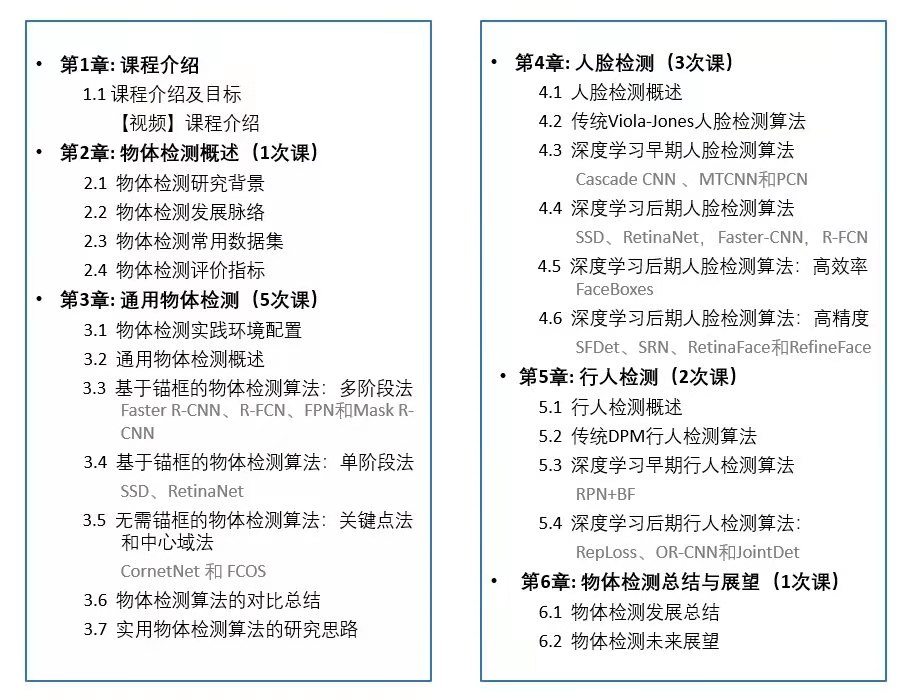 • 第1章: 课程介绍
1.1 课程介绍及目标
【视频】课程介绍
• 第2章: 物体检测概述（1次课）
2.1 物体检测研究背景
2.2 物体检测发展脉络
2.3 物体检测常用数据集
2.4 物体检测评价指标
• 第3章: 通用物体检测（5次课）
3.1 物体检测实践环境配置
3.2 通用物体检测概述
3.3 基于锚框的物体检测算法：多阶段法
Faster R-CNN、R-FCN、FPN和Mask R-
CNN
3.4 基于锚框的物体检测算法：单阶段法
SSD、RetinaNet
3.5 无需锚框的物体检测算法：关键点法
和中心域法
CornetNet 和 FCOS
3.6 物体检测算法的对比总结
3.7 实用物体检测算法的研究思路
• 第4章: 人脸检测（3次课）
4.1 人脸检测概述
4.2 传统Viola-Jones人脸检测算法
4.3 深度学习早期人脸检测算法
Cascade CNN 、MTCNN和PCN
4.4 深度学习后期人脸检测算法
SSD、RetinaNet，Faster-CNN，R-FCN
4.5 深度学习后期人脸检测算法：高效率
FaceBoxes
4.6 深度学习后期人脸检测算法：高精度
SFDet、SRN、RetinaFace和RefineFace
• 第5章: 行人检测（2次课）
5.1 行人检测概述
5.2 传统DPM行人检测算法
5.3 深度学习早期行人检测算法
RPN+BF
5.4 深度学习后期行人检测算法：
RepLoss、OR-CNN和JointDet
• 第6章: 物体检测总结与展望（1次课）
6.1 物体检测发展总结
6.2 物体检测未来展望